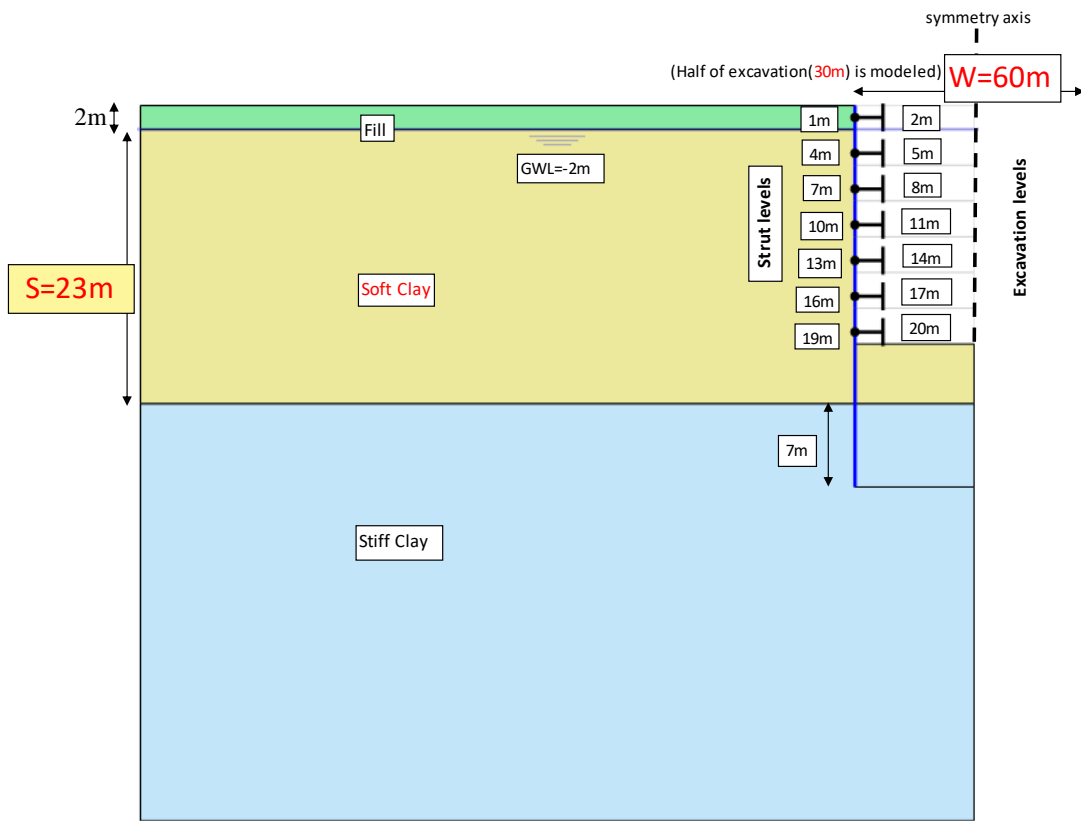 symmetry axis
(Half of excavation(30m) is modeled)
W=60m
2m
Fill
1m
2m
GWL=-2m
4m
5m
7m
8m
Strut levels
Excavation levels
10m
11m
S=23m
Soft Clay
13m
14m
16m
17m
19m
20m
7m
Stiff Clay